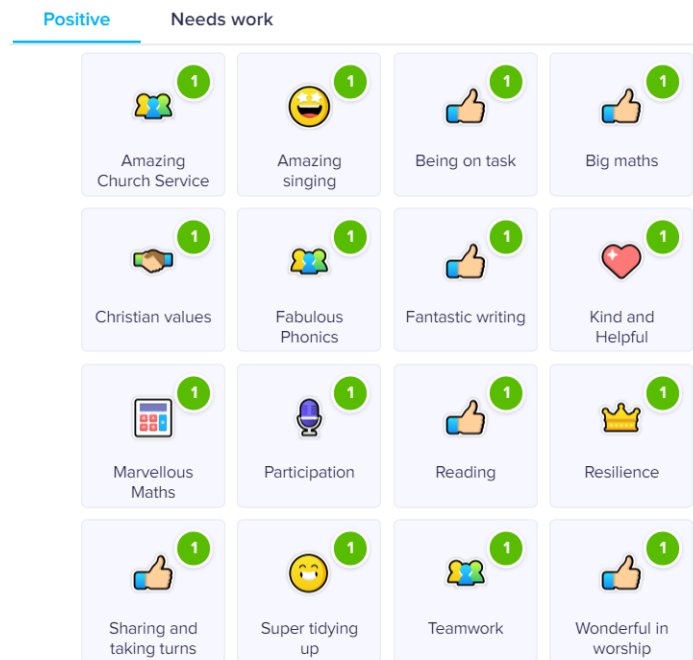 Positive Needs work
1 1 1 1
Amazing Church Service
Amazing singing
Being on task
Big maths
1 1 1 1
Christian values
Fabulous Phonics
Fantastic writing
Kind and Helpful
1 1 1 1
Marvellous Maths
Participation
Reading
Resilience
1 1 1 1
Sharing and taking turns
Super tidying up
Teamwork
Wonderful in worship